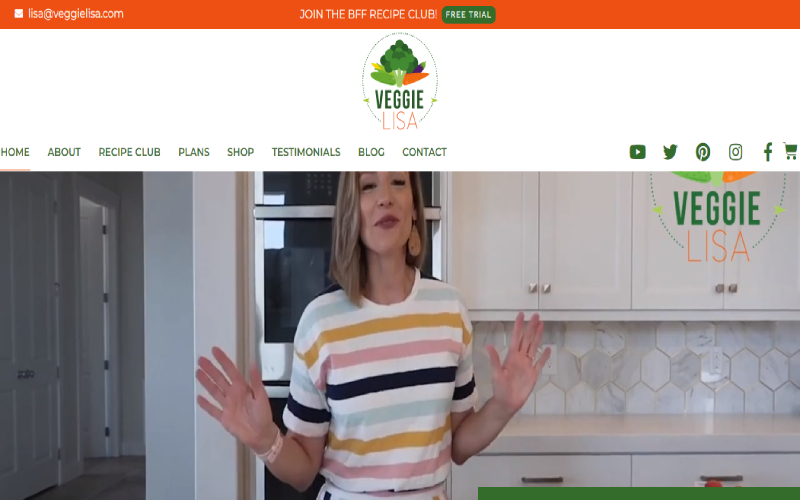 lisa@veggielisa.com
JOIN THE BFF RECIPE CLUB! FREE TRIAL
VEGGIE
LISA
HOME ABOUT RECIPE CLUB PLANS SHOP TESTIMONIALS BLOG CONTACT
VEGGIE
LISA